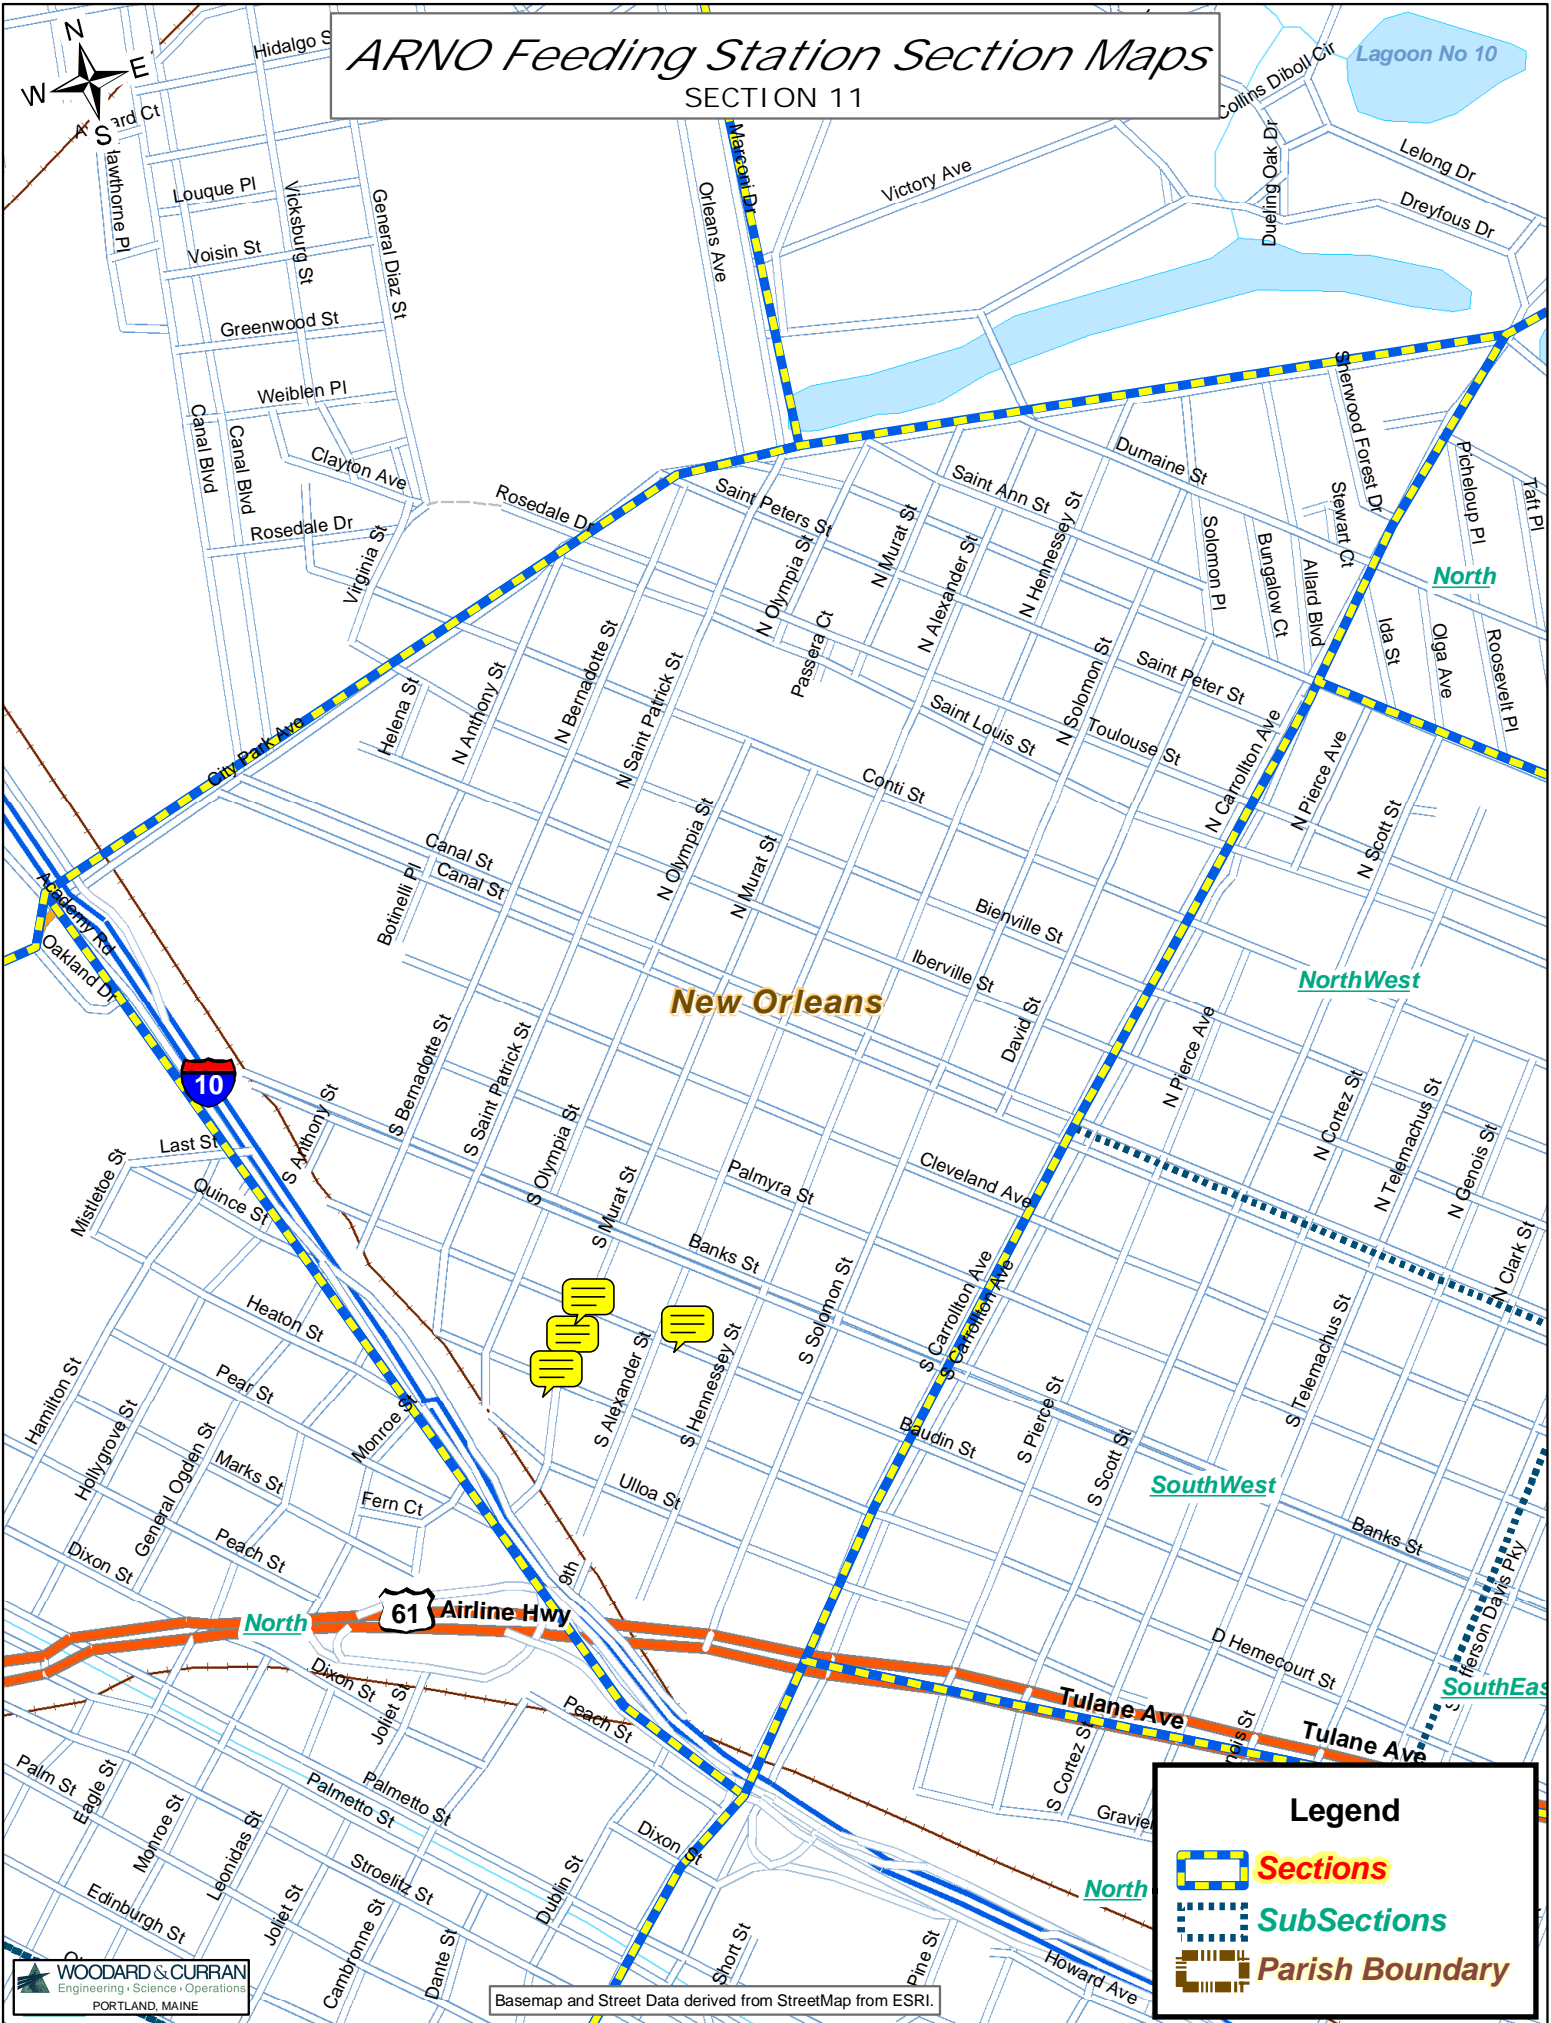 ARNO Feeding Station Section Maps
SECTION 11
N
E
W
S
Hidalgo S
Lagoon No 10
Collins Diboll Cir
ard Ct
Marconi Dr
Dueling Oak Dr
Lelong Dr
awthorne Pl
Louque Pl
Vicksburg St
General Diaz St
Orleans Ave
Victory Ave
Dreyfous Dr
Voisin St
Greenwood St
Weiblen Pl
Canal Blvd
Canal Blvd
Clayton Ave
Rosedale Dr
Rosedale Dr
Virginia St
Saint Peters St
Saint Ann St
Dumaine St
Sherwood Forest Dr
Stewart Ct
Picheloup Pl
Taft Pl
N Olympia St
N Murat St
N Alexander St
N Hennessey St
Solomon Pl
Bungalow Ct
Allard Blvd
North
Ida St
Olga Ave
Roosevelt Pl
Passera Ct
Helena St
N Anthony St
N Bernadotte St
N Saint Patrick St
Saint Louis St
N Solomon St
Saint Peter St
Toulouse St
City Park Ave
Conti St
N Carrollton Ave
N Pierce Ave
N Scott St
Canal St
Canal St
N Olympia St
N Murat St
Botinelli Pl
Academy Rd
Oakland Dr
Bienville St
Iberville St
New Orleans
NorthWest
David St
N Pierce Ave
10
S Bernadotte St
S Saint Patrick St
S Anthony St
S Olympia St
S Murat St
Last St
Mistletoe St
Quince St
Palmyra St
Cleveland Ave
N Cortez St
N Telemachus St
N Genois St
N Clark St
Banks St
S Solomon St
S Carrollton Ave
S Carrollton Ave
Heaton St
S Alexander St
S Hennessey St
S Telemachus St
Hamilton St
Pear St
Hollygrove St
General Ogden St
Monroe St
Marks St
Fern Ct
Ulloa St
Baudin St
S Pierce St
S Scott St
SouthWest
Banks St
Dixon St
Peach St
9th
North
61
Airline Hwy
D Hemecourt St
fferson Davis Pky
SouthEas
Dixon St
Joliet St
Peach St
Tulane Ave
Tulane Ave
nois St
S Cortez St
Gravier
Palm St
Eagle St
Monroe St
Palmetto St
Palmetto St
Leonidas St
Dixon St
Stroelitz St
Dublin St
Edinburgh St
Joliet St
Cambronne St
Dante St
Short St
Pine St
North
Howard Ave
Legend
Sections
SubSections
Parish Boundary
WOODARD & CURRAN
Engineering · Science · Operations
PORTLAND, MAINE
Basemap and Street Data derived from StreetMap from ESRI.